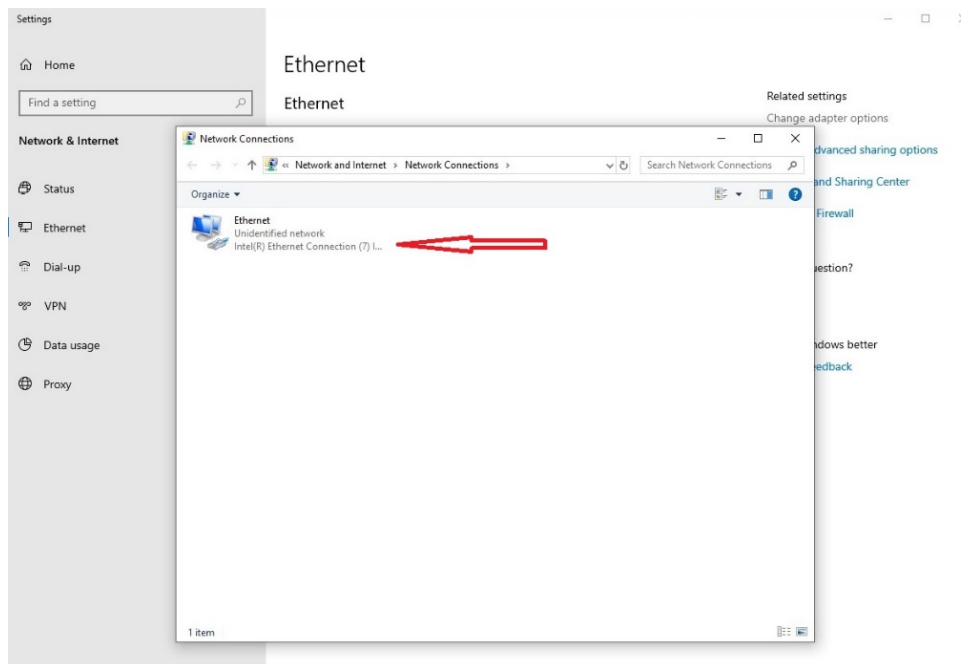 Settings
Home
Find a setting
Network & Internet
Status
Ethernet
Dial-up
VPN
Data usage
Proxy
Ethernet
Ethernet
Related settings
Change adapter options
dvanced sharing options
and Sharing Center
Firewall
uestion?
ndows better
edback
Network Connections
« Network and Internet › Network Connections ›
Search Network Connections
Organize
Ethernet
Unidentified network
Intel(R) Ethernet Connection (7) I...
1 item